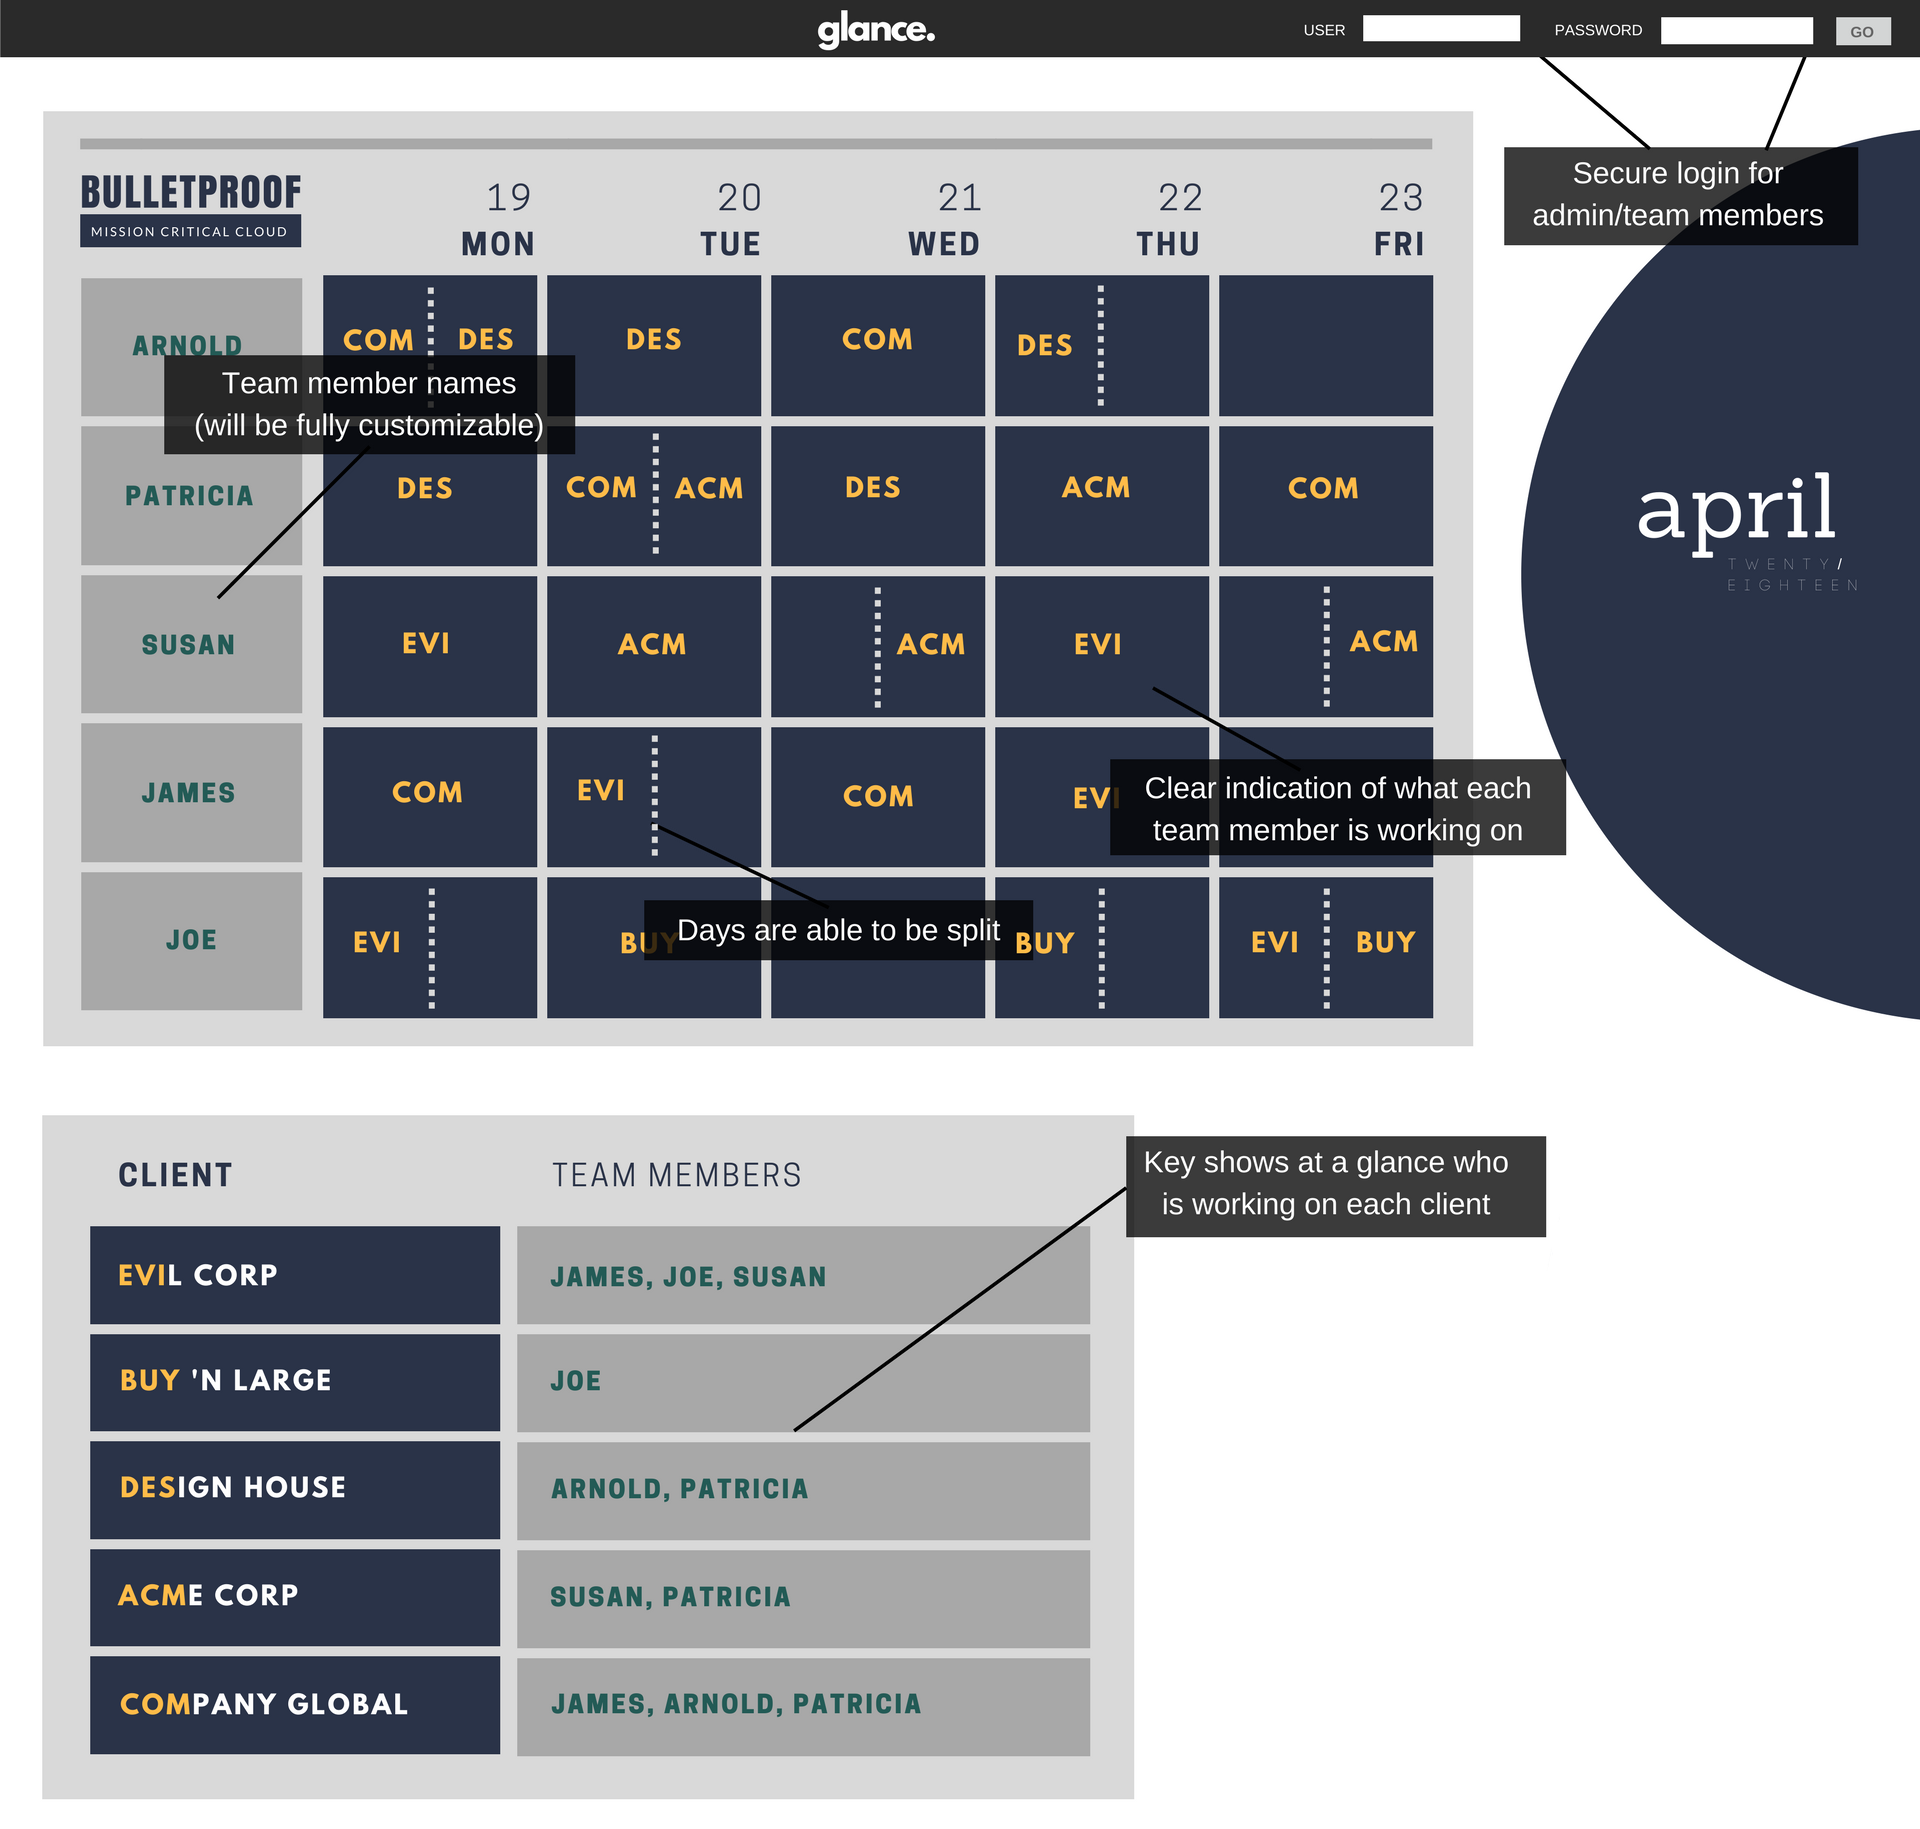 glance.
USER
PASSWORD
GO
Secure login for
admin/team members
BULLETPROOF
MISSION CRITICAL CLOUD
19 20 21 22 23
MON TUE WED THU FRI
ARNOLD COM DES DES COM DES
Team member names
(will be fully customizable)
PATRICIA DES COM ACM DES ACM COM
april
TWENTY/
EIGHTEEN
SUSAN EVI ACM ACM EVI ACM
JAMES COM EVI COM EVI
Clear indication of what each
team member is working on
JOE EVI BUY BUY EVI BUY
Days are able to be split
CLIENT TEAM MEMBERS
Key shows at a glance who
is working on each client
EVIL CORP JAMES, JOE, SUSAN
BUY 'N LARGE JOE
DESIGN HOUSE ARNOLD, PATRICIA
ACME CORP SUSAN, PATRICIA
COMPANY GLOBAL JAMES, ARNOLD, PATRICIA